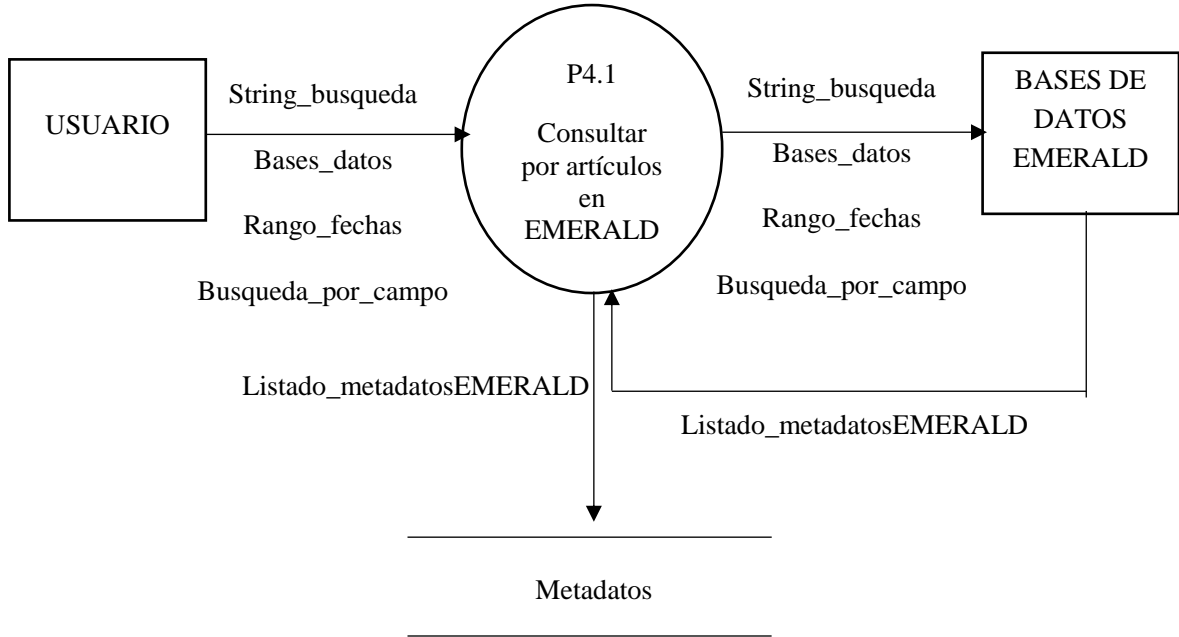 USUARIO
String_busqueda
Bases_datos
Rango_fechas
Busqueda_por_campo
P4.1
Consultar
por artículos
en
EMERALD
String_busqueda
Bases_datos
Rango_fechas
Busqueda_por_campo
BASES DE
DATOS
EMERALD
Listado_metadatosEMERALD
Listado_metadatosEMERALD
Metadatos